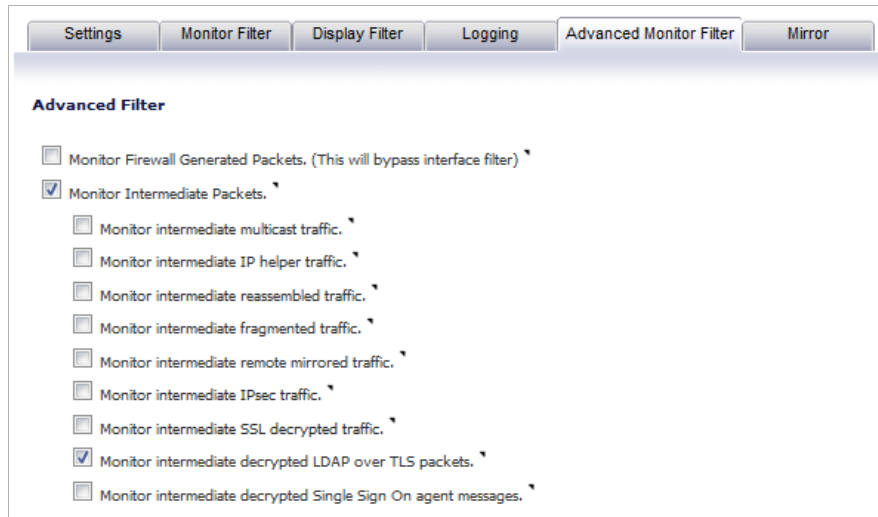 Settings Monitor Filter Display Filter Logging Advanced Monitor Filter Mirror
Advanced Filter
Monitor Firewall Generated Packets. (This will bypass interface filter)
Monitor Intermediate Packets.
Monitor intermediate multicast traffic.
Monitor intermediate IP helper traffic.
Monitor intermediate reassembled traffic.
Monitor intermediate fragmented traffic.
Monitor intermediate remote mirrored traffic.
Monitor intermediate IPsec traffic.
Monitor intermediate SSL decrypted traffic.
Monitor intermediate decrypted LDAP over TLS packets.
Monitor intermediate decrypted Single Sign On agent messages.